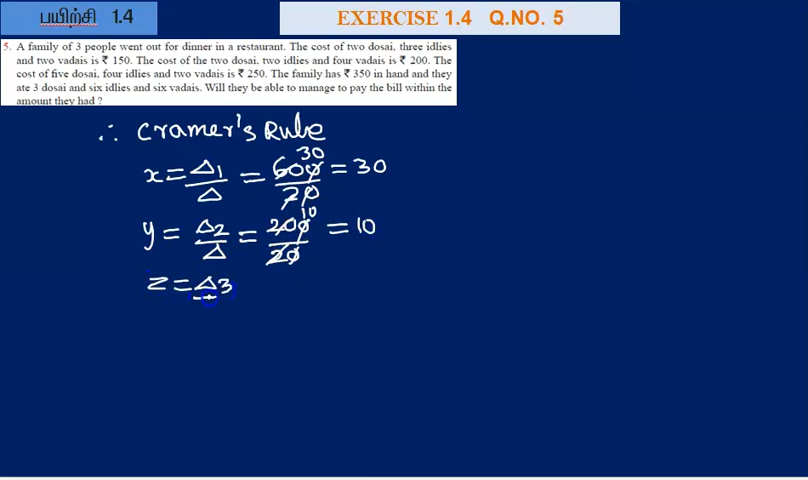 பயிற்சி 1.4
EXERCISE 1.4 Q.NO. 5
5. A family of 3 people went out for dinner in a restaurant. The cost of two dosai, three idlies
and two vadais is ₹ 150. The cost of the two dosai, two idlies and four vadais is ₹ 200. The
cost of five dosai, four idlies and two vadais is ₹ 250. The family has ₹ 350 in hand and they
ate 3 dosai and six idlies and six vadais. Will they be able to manage to pay the bill within the
amount they had ?
∴ Cramer's Rule
x = Δ1/Δ = 600/20 30 = 30
y = Δ2/Δ = 200/20 10 = 10
z = Δ3